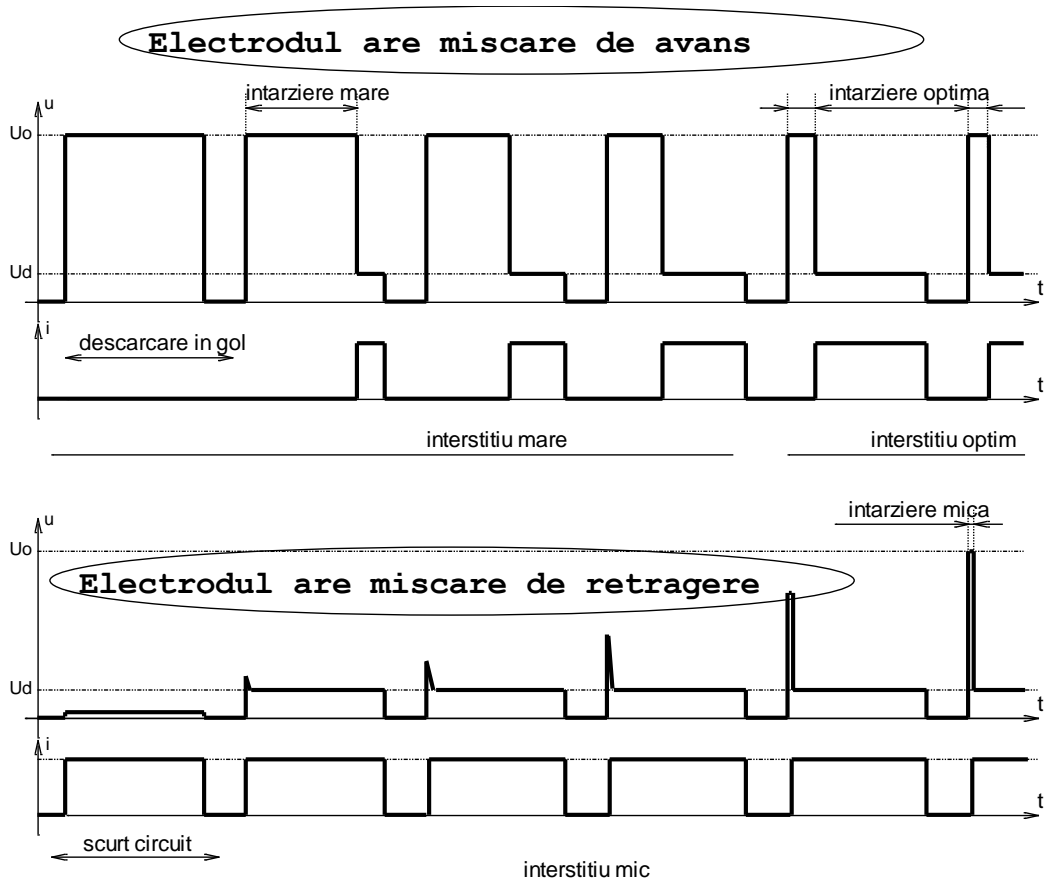 Electrodul are miscare de avans
intarziere mare
intarziere optima
u
Uo
Ud
t
i
descarcare in gol
t
interstitiu mare
interstitiu optim
intarziere mica
u
Uo
Electrodul are miscare de retragere
Ud
t
i
t
scurt circuit
interstitiu mic